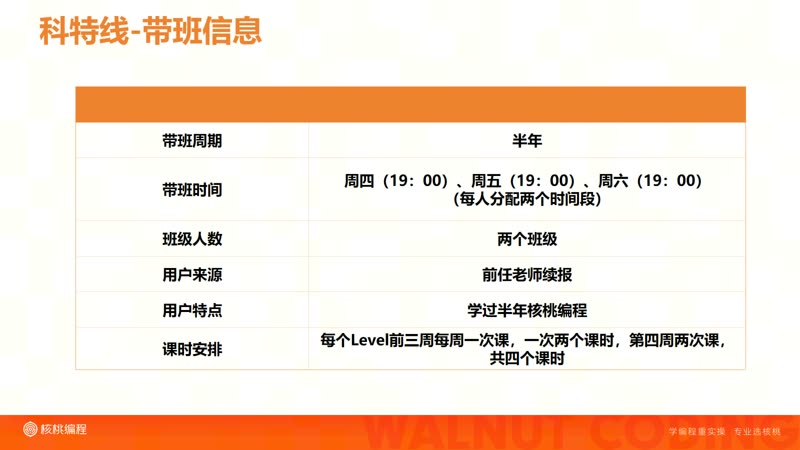 科特线-带班信息
带班周期
半年
带班时间
周四（19：00）、周五（19：00）、周六（19：00）
（每人分配两个时间段）
班级人数
两个班级
用户来源
前任老师续报
用户特点
学过半年核桃编程
课时安排
每个Level前三周每周一次课，一次两个课时，第四周两次课，
共四个课时
核桃编程
WALNUT CODING
学编程重实操 专业选核桃